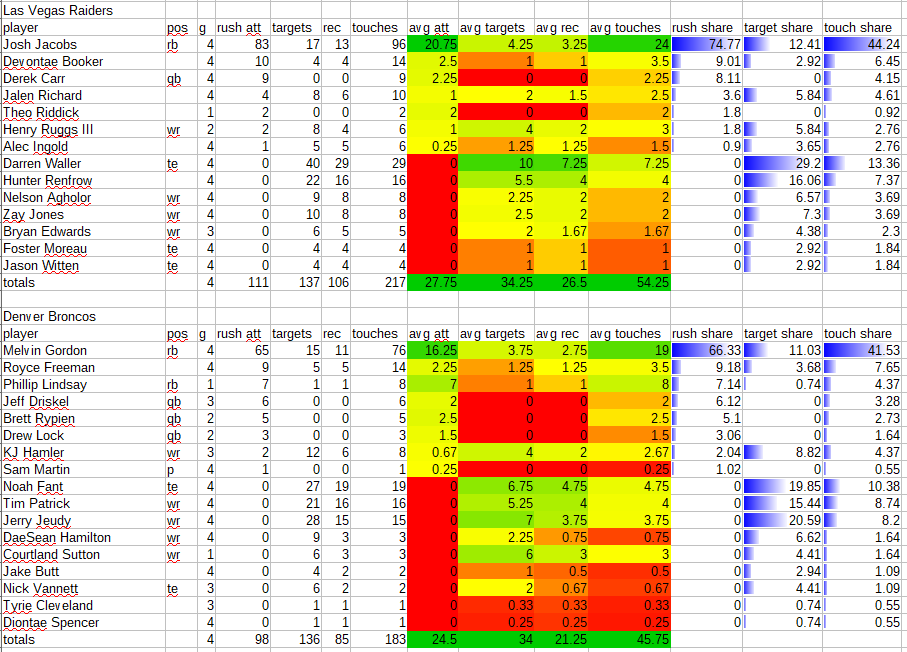 Las Vegas Raiders
player pos g rush att targets rec touches avg att avg targets avg rec avg touches rush share target share touch share
Josh Jacobs rb 4 83 17 13 96 20.75 4.25 3.25 24 74.77 12.41 44.24
Devontae Booker 4 10 4 4 14 2.5 1 1 3.5 9.01 2.92 6.45
Derek Carr qb 4 9 0 0 9 2.25 0 0 2.25 8.11 0 4.15
Jalen Richard 4 4 8 6 10 1 2 1.5 2.5 3.6 5.84 4.61
Theo Riddick 1 2 0 0 2 2 0 0 2 1.8 0 0.92
Henry Ruggs III wr 2 2 8 4 6 1 4 2 3 1.8 5.84 2.76
Alec Ingold 4 1 5 5 6 0.25 1.25 1.25 1.5 0.9 3.65 2.76
Darren Waller te 4 0 40 29 29 0 10 7.25 7.25 0 29.2 13.36
Hunter Renfrow 4 0 22 16 16 0 5.5 4 4 0 16.06 7.37
Nelson Agholor wr 4 0 9 8 8 0 2.25 2 2 0 6.57 3.69
Zay Jones wr 4 0 10 8 8 0 2.5 2 2 0 7.3 3.69
Bryan Edwards wr 3 0 6 5 5 0 2 1.67 1.67 0 4.38 2.3
Foster Moreau te 4 0 4 4 4 0 1 1 1 0 2.92 1.84
Jason Witten te 4 0 4 4 4 0 1 1 1 0 2.92 1.84
totals 4 111 137 106 217 27.75 34.25 26.5 54.25
Denver Broncos
player pos g rush att targets rec touches avg att avg targets avg rec avg touches rush share target share touch share
Melvin Gordon rb 4 65 15 11 76 16.25 3.75 2.75 19 66.33 11.03 41.53
Royce Freeman 4 9 5 5 14 2.25 1.25 1.25 3.5 9.18 3.68 7.65
Phillip Lindsay rb 1 7 1 1 8 7 1 1 8 7.14 0.74 4.37
Jeff Driskel qb 3 6 0 0 6 2 0 0 2 6.12 0 3.28
Brett Rypien qb 2 5 0 0 5 2.5 0 0 2.5 5.1 0 2.73
Drew Lock qb 2 3 0 0 3 1.5 0 0 1.5 3.06 0 1.64
KJ Hamler wr 3 2 12 6 8 0.67 4 2 2.67 2.04 8.82 4.37
Sam Martin p 4 1 0 0 1 0.25 0 0 0.25 1.02 0 0.55
Noah Fant te 4 0 27 19 19 0 6.75 4.75 4.75 0 19.85 10.38
Tim Patrick wr 4 0 21 16 16 0 5.25 4 4 0 15.44 8.74
Jerry Jeudy wr 4 0 28 15 15 0 7 3.75 3.75 0 20.59 8.2
DaeSean Hamilton wr 4 0 9 3 3 0 2.25 0.75 0.75 0 6.62 1.64
Courtland Sutton wr 1 0 6 3 3 0 6 3 3 0 4.41 1.64
Jake Butt 4 0 4 2 2 0 1 0.5 0.5 0 2.94 1.09
Nick Vannett te 3 0 6 2 2 0 2 0.67 0.67 0 4.41 1.09
Tyrie Cleveland 3 0 1 1 1 0 0.33 0.33 0.33 0 0.74 0.55
Diontae Spencer 4 0 1 1 1 0 0.25 0.25 0.25 0 0.74 0.55
totals 4 98 136 85 183 24.5 34 21.25 45.75